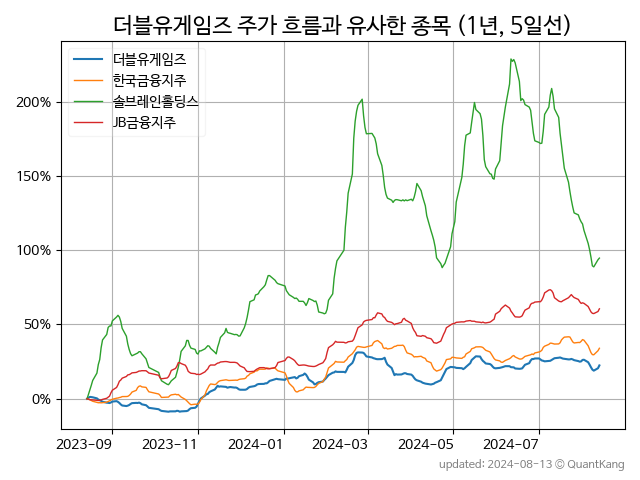 더블유게임즈 주가 흐름과 유사한 종목 (1년, 5일선)
더블유게임즈
한국금융지주
솔브레인홀딩스
JB금융지주
200%
150%
100%
50%
0%
2023-09 2023-11 2024-01 2024-03 2024-05 2024-07
updated: 2024-08-13 © QuantKang